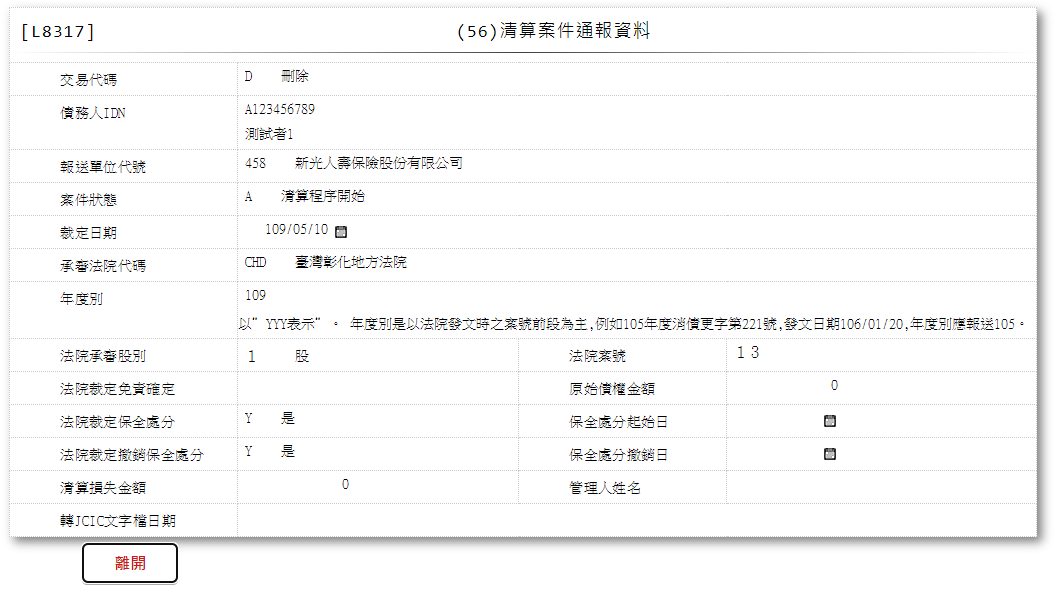 [L8317] (56)清算案件通報資料
交易代碼 D 刪除
債務人IDN A123456789
測試者1
報送單位代號 458 新光人壽保險股份有限公司
案件狀態 A 清算程序開始
裁定日期 109/05/10
承審法院代碼 CHD 臺灣彰化地方法院
年度別 109
以”YYY表示”。 年度別是以法院發文時之案號前段為主,例如105年度消債更字第221號,發文日期106/01/20,年度別應報送105。
法院承審股別 1 股 法院案號 13
法院裁定免責確定 原始債權金額 0
法院裁定保全處分 Y 是 保全處分起始日
法院裁定撤銷保全處分 Y 是 保全處分撤銷日
清算損失金額 0 管理人姓名
轉JCIC文字檔日期
離開